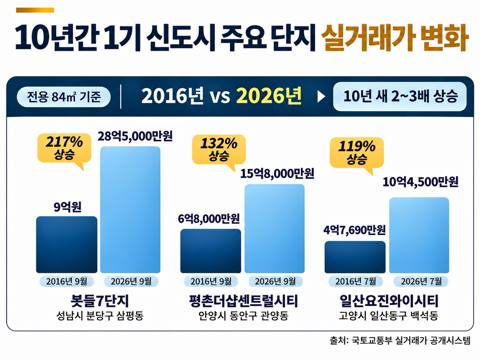 10년간 1기 신도시 주요 단지 실거래가 변화
전용 84㎡ 기준
2016년 vs 2026년
10년 새 2~3배 상승
217%
상승
9억원
28억5,000만원
2016년 9월
2026년 9월
봇들7단지
성남시 분당구 삼평동
132%
상승
6억8,000만원
15억8,000만원
2016년 9월
2026년 9월
평촌더샵센트럴시티
안양시 동안구 관양동
119%
상승
4억7,690만원
10억4,500만원
2016년 7월
2026년 7월
일산요진와이시티
고양시 일산동구 백석동
출처: 국토교통부 실거래가 공개시스템